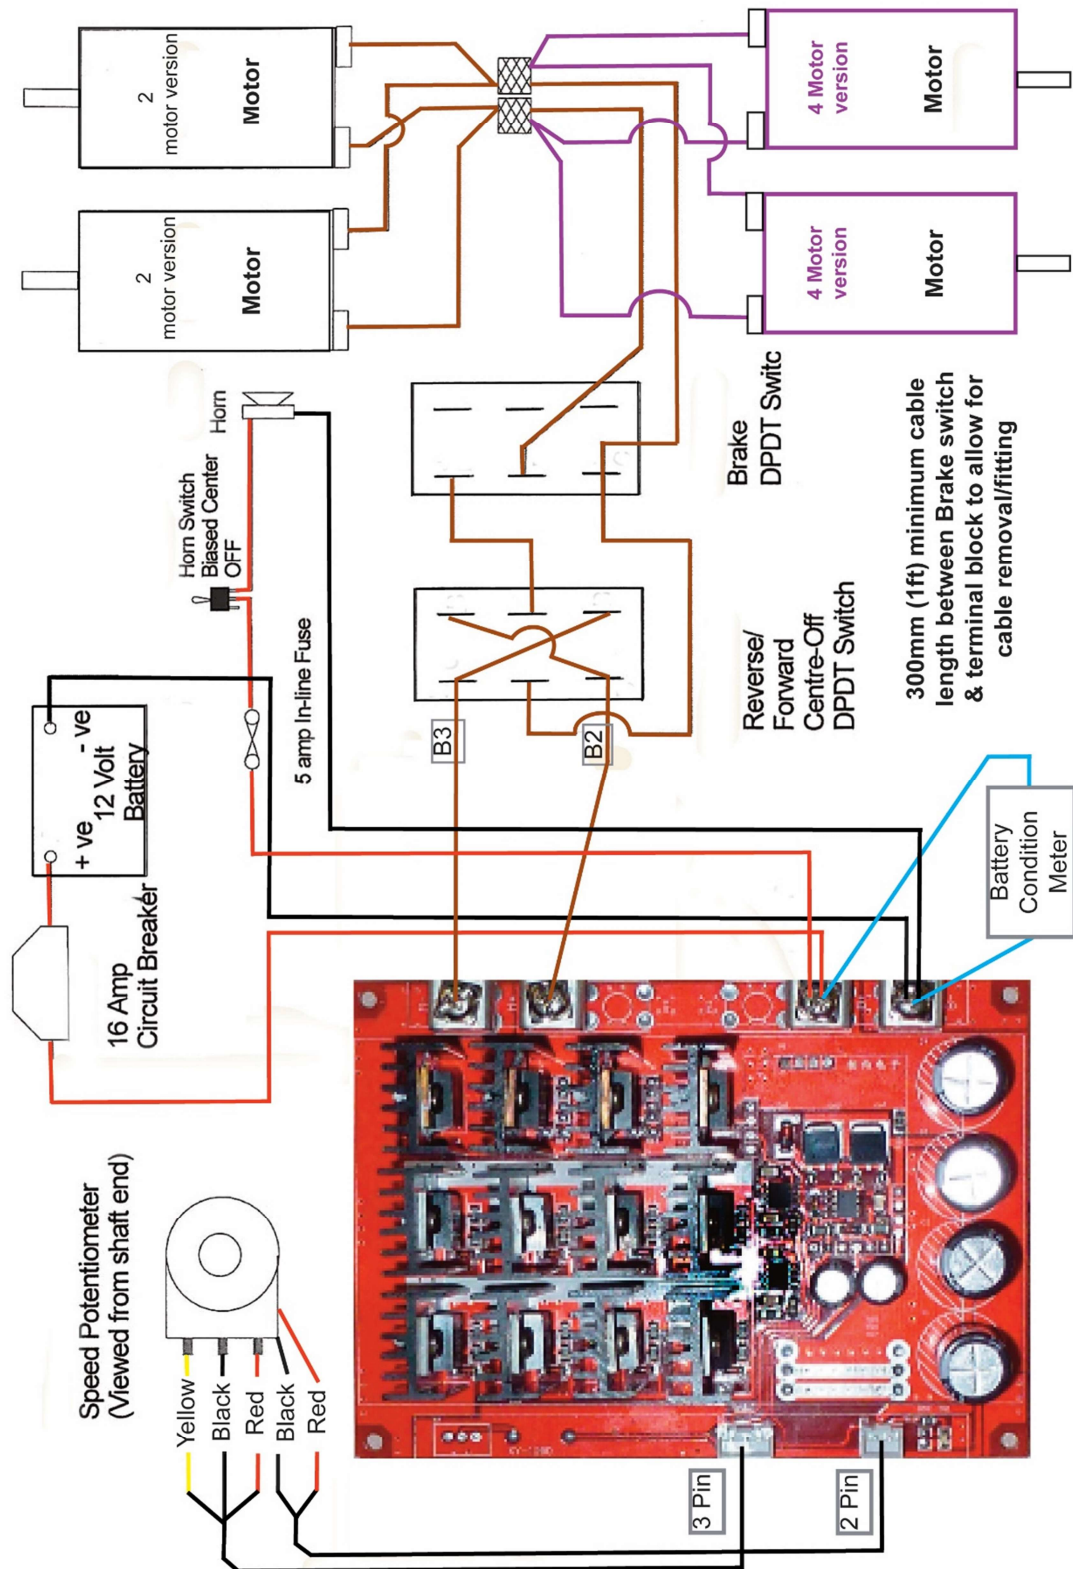 Speed Potentiometer
(Viewed from shaft end)
Yellow
Black
Red
Black
Red
3 Pin
2 Pin
16 Amp
Circuit Breaker
+ ve
- ve
12 Volt
Battery
Horn Switch
Biased Center
OFF
Horn
5 amp In-line Fuse
B3
B2
Reverse/
Forward
Centre-Off
DPDT Switch
Brake
DPDT Switc
300mm (1ft) minimum cable
length between Brake switch
& terminal block to allow for
cable removal/fitting
Battery
Condition
Meter
2
motor version
Motor
2
motor version
Motor
4 Motor
version
Motor
4 Motor
version
Motor